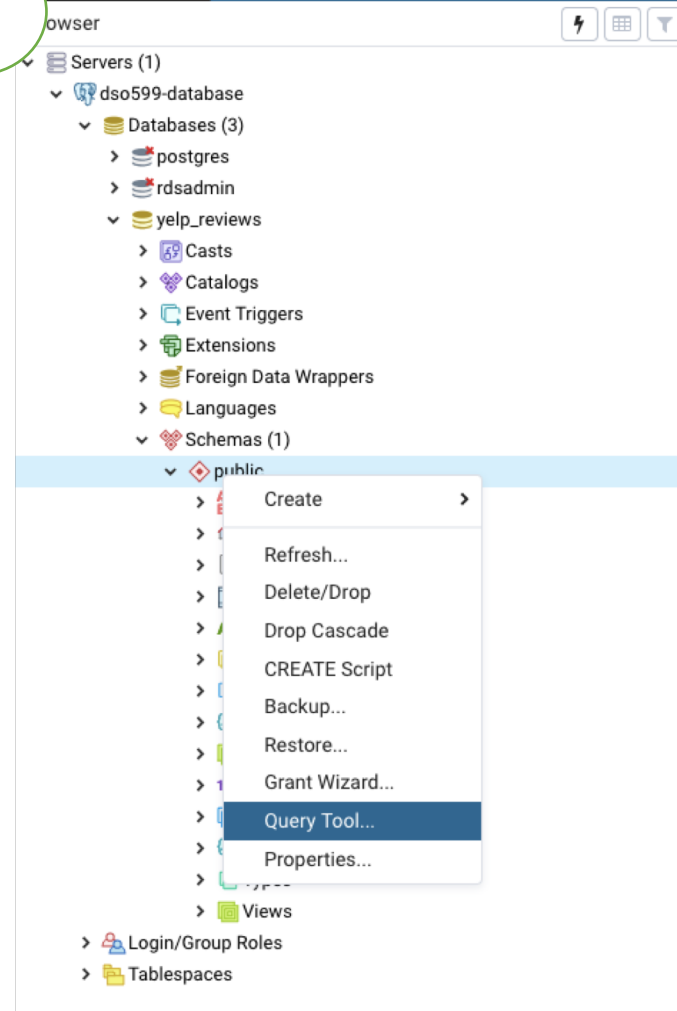 owser
Servers (1)
dso599-database
Databases (3)
postgres
rdsadmin
yelp_reviews
Casts
Catalogs
Event Triggers
Extensions
Foreign Data Wrappers
Languages
Schemas (1)
public
Create
Refresh...
Delete/Drop
Drop Cascade
CREATE Script
Backup...
Restore...
Grant Wizard...
Query Tool...
Properties...
Types
Views
Login/Group Roles
Tablespaces